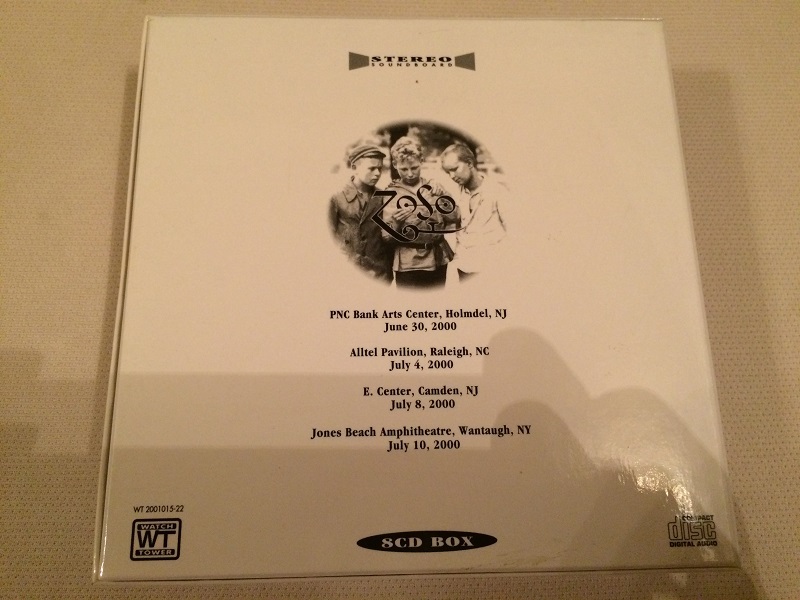 STEREO
SOUNDBOARD
ZoSo
PNC Bank Arts Center, Holmdel, NJ
June 30, 2000
Alltel Pavilion, Raleigh, NC
July 4, 2000
E. Center, Camden, NJ
July 8, 2000
Jones Beach Amphitheatre, Wantaugh, NY
July 10, 2000
WT 2001015-22
WATCH
WT
TOWER
8CD BOX
COMPACT
disc
DIGITAL AUDIO